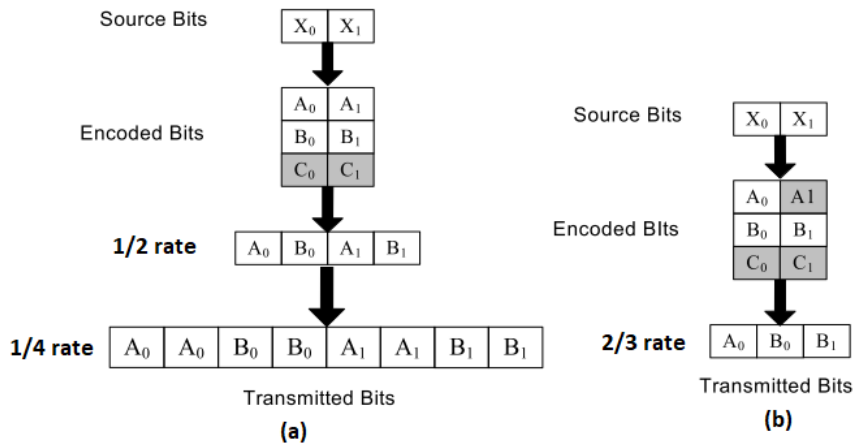 Source Bits
X₀ X₁
Encoded Bits
A₀ A₁
B₀ B₁
C₀ C₁
1/2 rate
A₀ B₀ A₁ B₁
1/4 rate
A₀ A₀ B₀ B₀ A₁ A₁ B₁ B₁
Transmitted Bits
(a)
Source Bits
X₀ X₁
Encoded BIts
A₀ A1
B₀ B₁
C₀ C₁
2/3 rate
A₀ B₀ B₁
Transmitted Bits
(b)